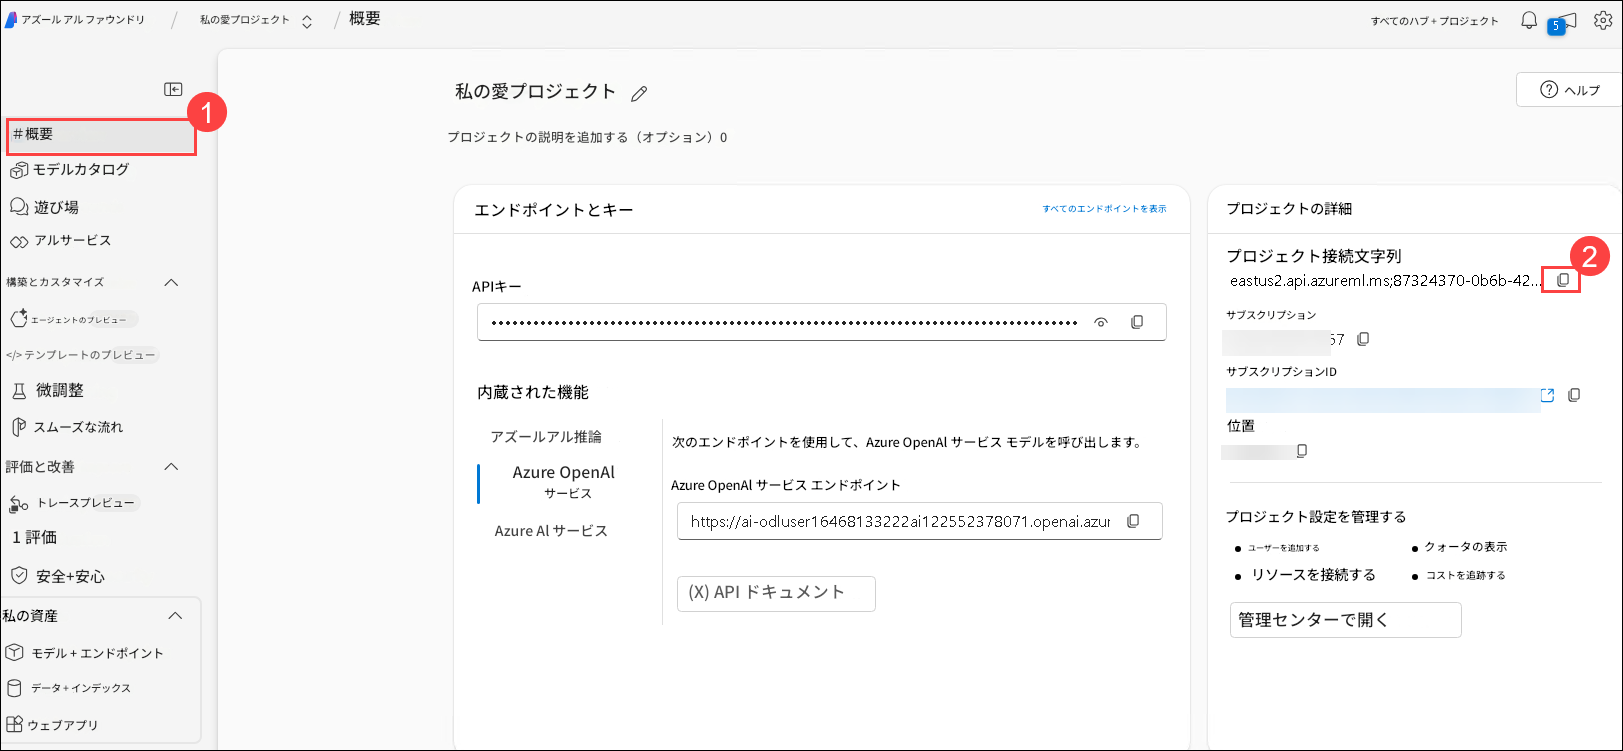 アズール アル ファウンドリ / 私の愛プロジェクト / 概要
すべてのハブ + プロジェクト
5
1
#概要
モデルカタログ
遊び場
アルサービス
構築とカスタマイズ
エージェントのプレビュー
</>テンプレートのプレビュー
微調整
スムーズな流れ
評価と改善
トレースプレビュー
1 評価
安全+安心
私の資産
モデル + エンドポイント
データ + インデックス
ウェブアプリ
私の愛プロジェクト
ヘルプ
プロジェクトの説明を追加する（オプション）0
エンドポイントとキー
すべてのエンドポイントを表示
APIキー
内蔵された機能
アズールアル推論
Azure OpenAl
サービス
Azure Al サービス
次のエンドポイントを使用して、Azure OpenAl サービス モデルを呼び出します。
Azure OpenAl サービス エンドポイント
https://ai-odluser16468133222ai122552378071.openai.azur
(X) API ドキュメント
プロジェクトの詳細
プロジェクト接続文字列
2
eastus2.api.azureml.ms;87324370-0b6b-42...
サブスクリプション
57
サブスクリプションID
位置
プロジェクト設定を管理する
● ユーザーを追加する
● クォータの表示
● リソースを接続する
● コストを追跡する
管理センターで開く